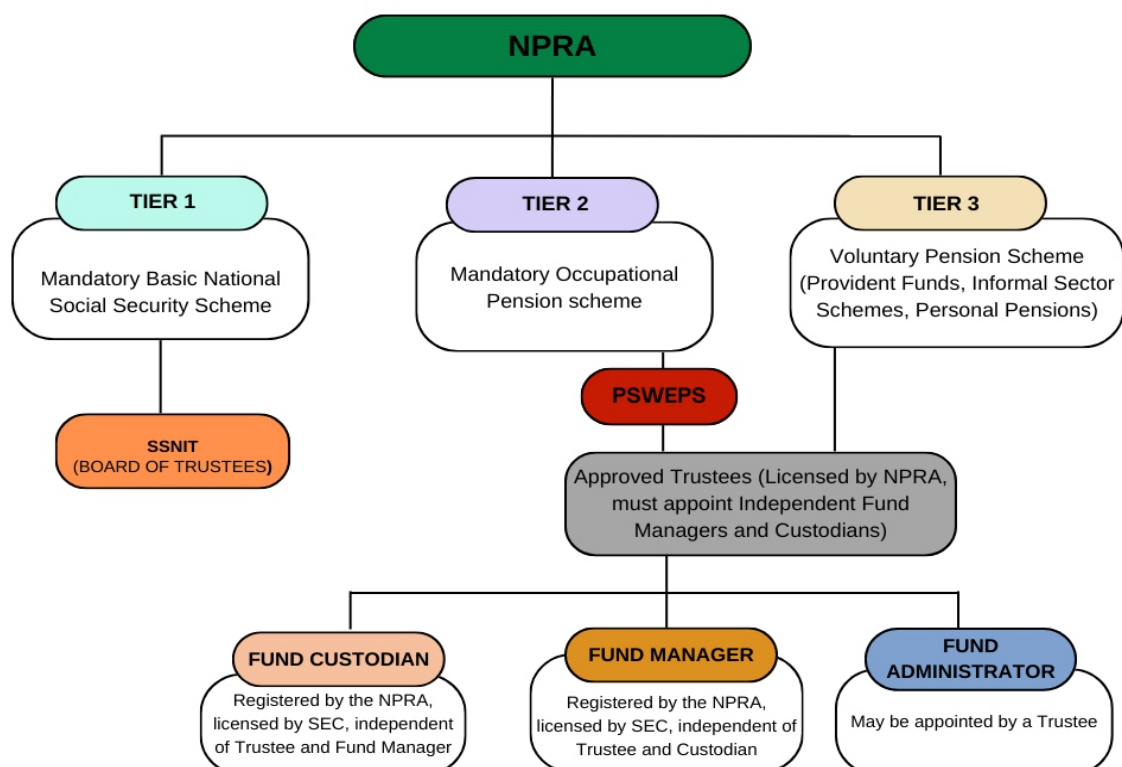 NPRA
TIER 1
Mandatory Basic National
Social Security Scheme
TIER 2
Mandatory Occupational
Pension scheme
TIER 3
Voluntary Pension Scheme
(Provident Funds, Informal Sector
Schemes, Personal Pensions)
PSWEPS
SSNIT
(BOARD OF TRUSTEES)
Approved Trustees (Licensed by NPRA,
must appoint Independent Fund
Managers and Custodians)
FUND CUSTODIAN
Registered by the NPRA,
licensed by SEC, independent
of Trustee and Fund Manager
FUND MANAGER
Registered by the NPRA,
licensed by SEC, independent of
Trustee and Custodian
FUND
ADMINISTRATOR
May be appointed by a Trustee